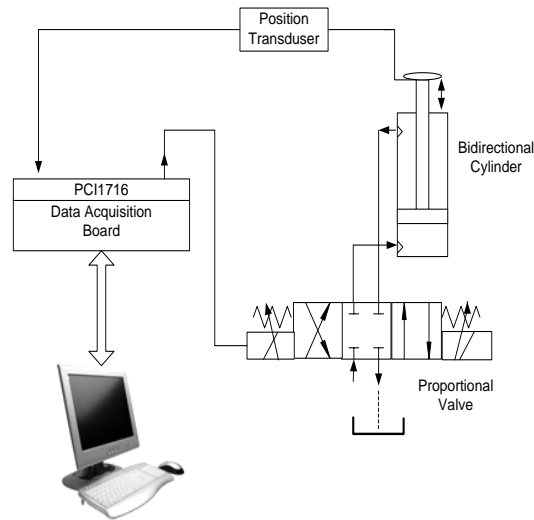 Position
Transduser
Bidirectional
Cylinder
PCI1716
Data Acquisition
Board
Proportional
Valve